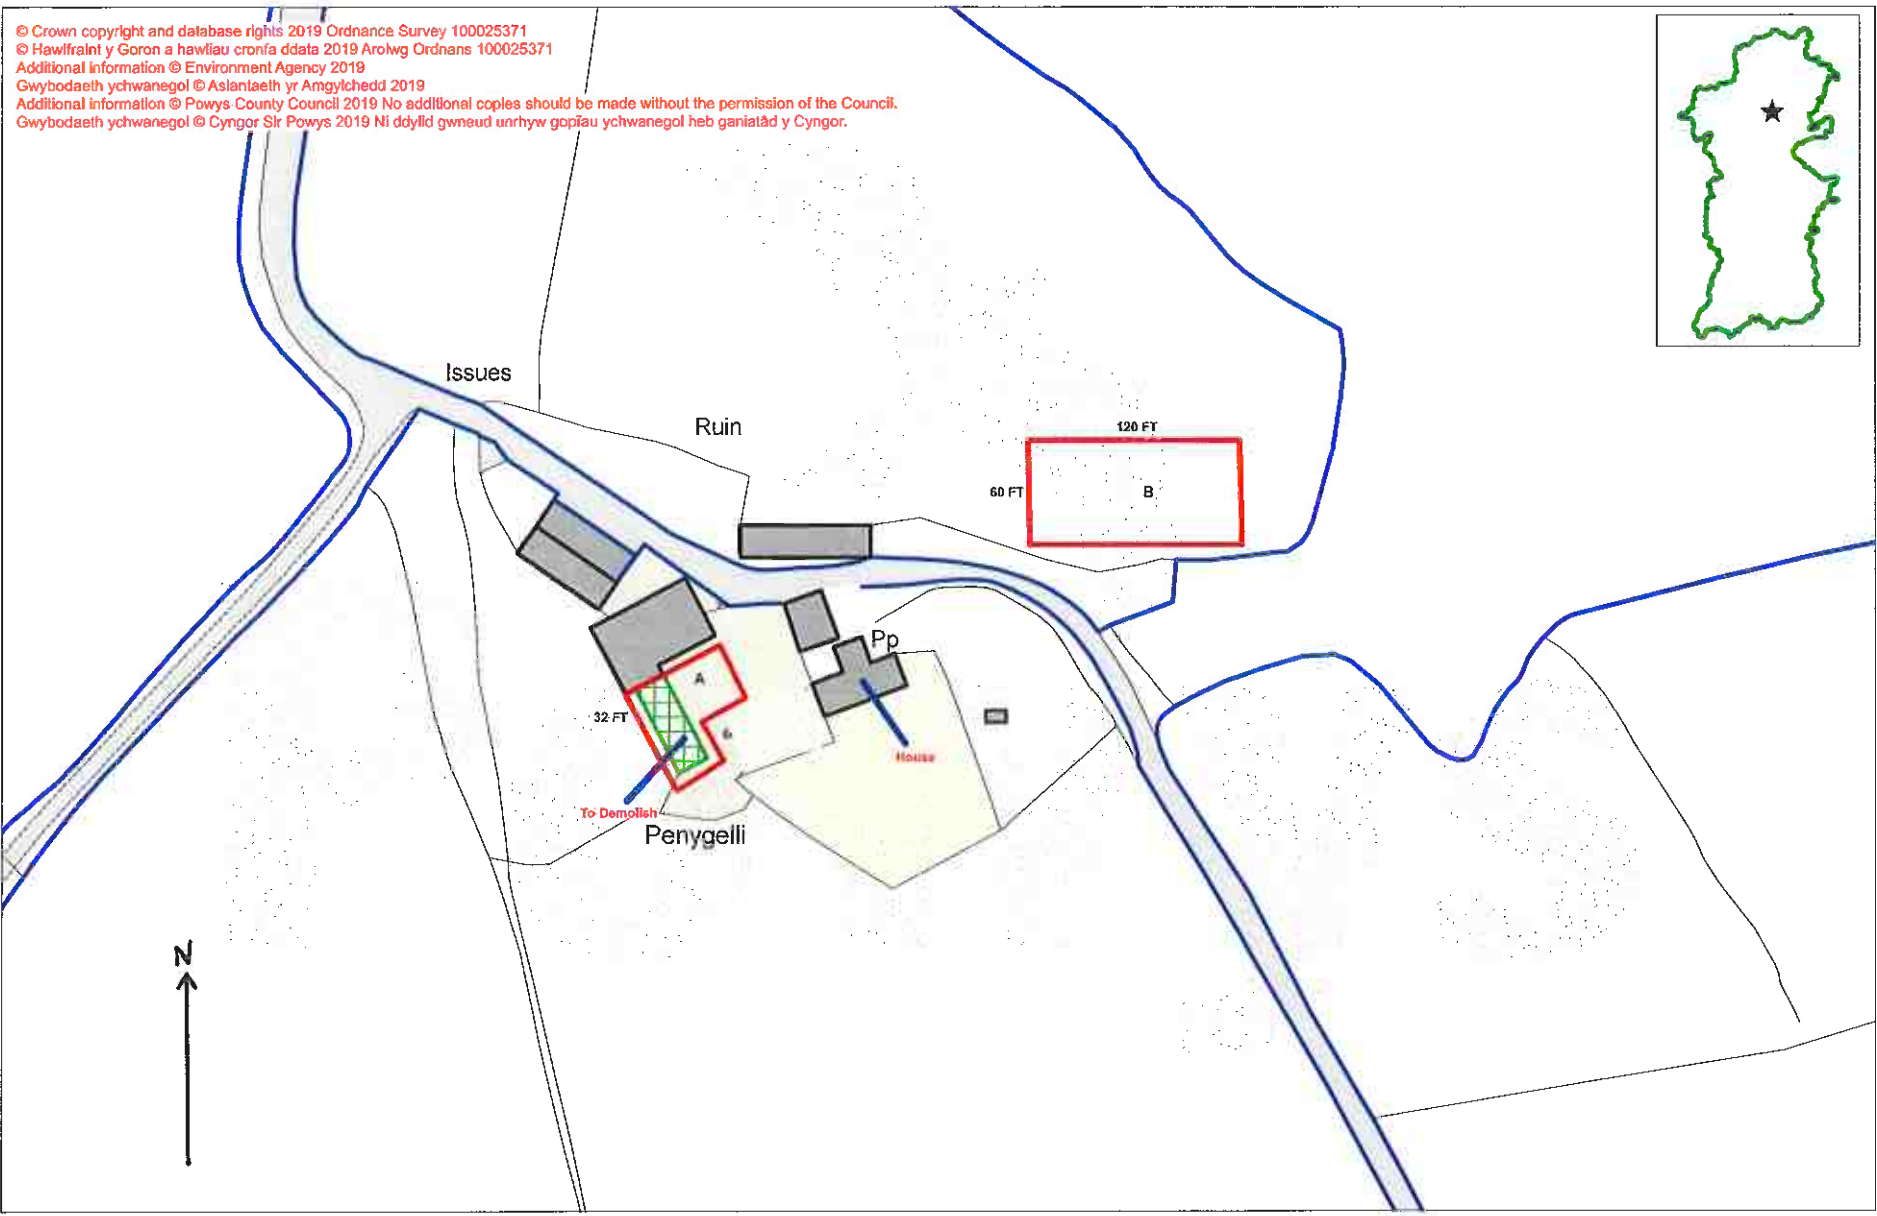 © Crown copyright and database rights 2019 Ordnance Survey 100025371
© Hawlfraint y Goron a hawliau cronfa ddata 2019 Arolwg Ordnans 100025371
Additional information © Environment Agency 2019
Gwybodaeth ychwanegol © Asiantaeth yr Amgylchedd 2019
Additional information © Powys County Council 2019 No additional copies should be made without the permission of the Council.
Gwybodaeth ychwanegol © Cyngor Sir Powys 2019 Ni ddylid gwneud unrhyw gopïau ychwanegol heb ganiatâd y Cyngor.
Issues
Ruin
120 FT
60 FT
B
Pp
A
32 FT
6
House
To Demolish
Penygelli
N